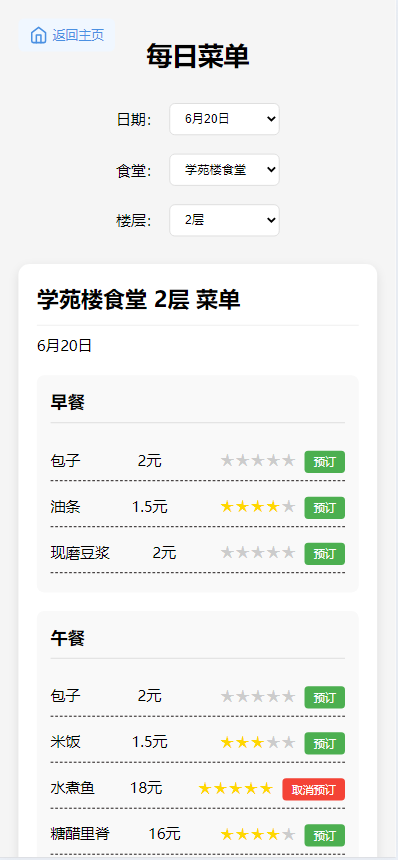 返回主页
每日菜单
日期： 6月20日
食堂： 学苑楼食堂
楼层： 2层
学苑楼食堂 2层 菜单
6月20日
早餐
包子 2元 ★★★★★ 预订
油条 1.5元 ★★★★★ 预订
现磨豆浆 2元 ★★★★★ 预订
午餐
包子 2元 ★★★★★ 预订
米饭 1.5元 ★★★★★ 预订
水煮鱼 18元 ★★★★★ 取消预订
糖醋里脊 16元 ★★★★★ 预订